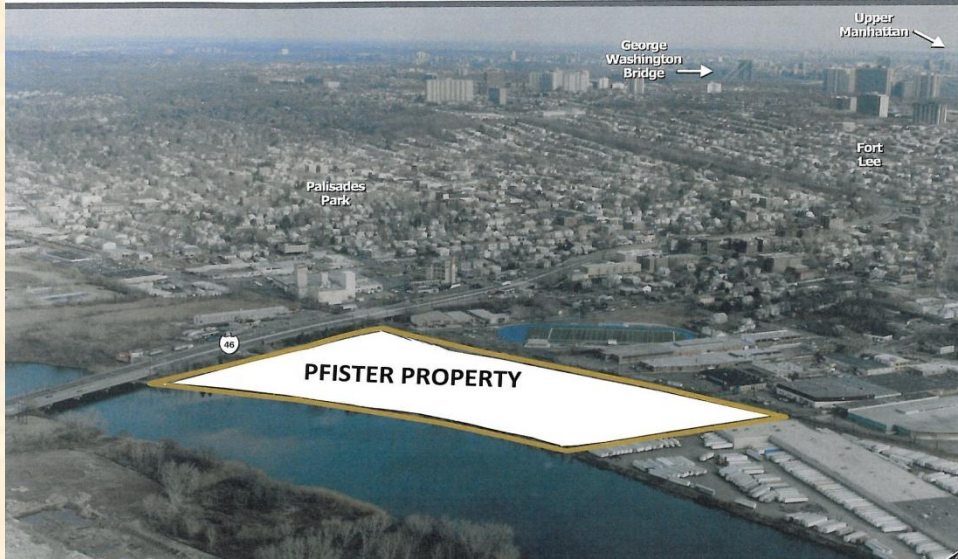 Upper
Manhattan
George
Washington
Bridge
Fort
Lee
Palisades
Park
46
PFISTER PROPERTY